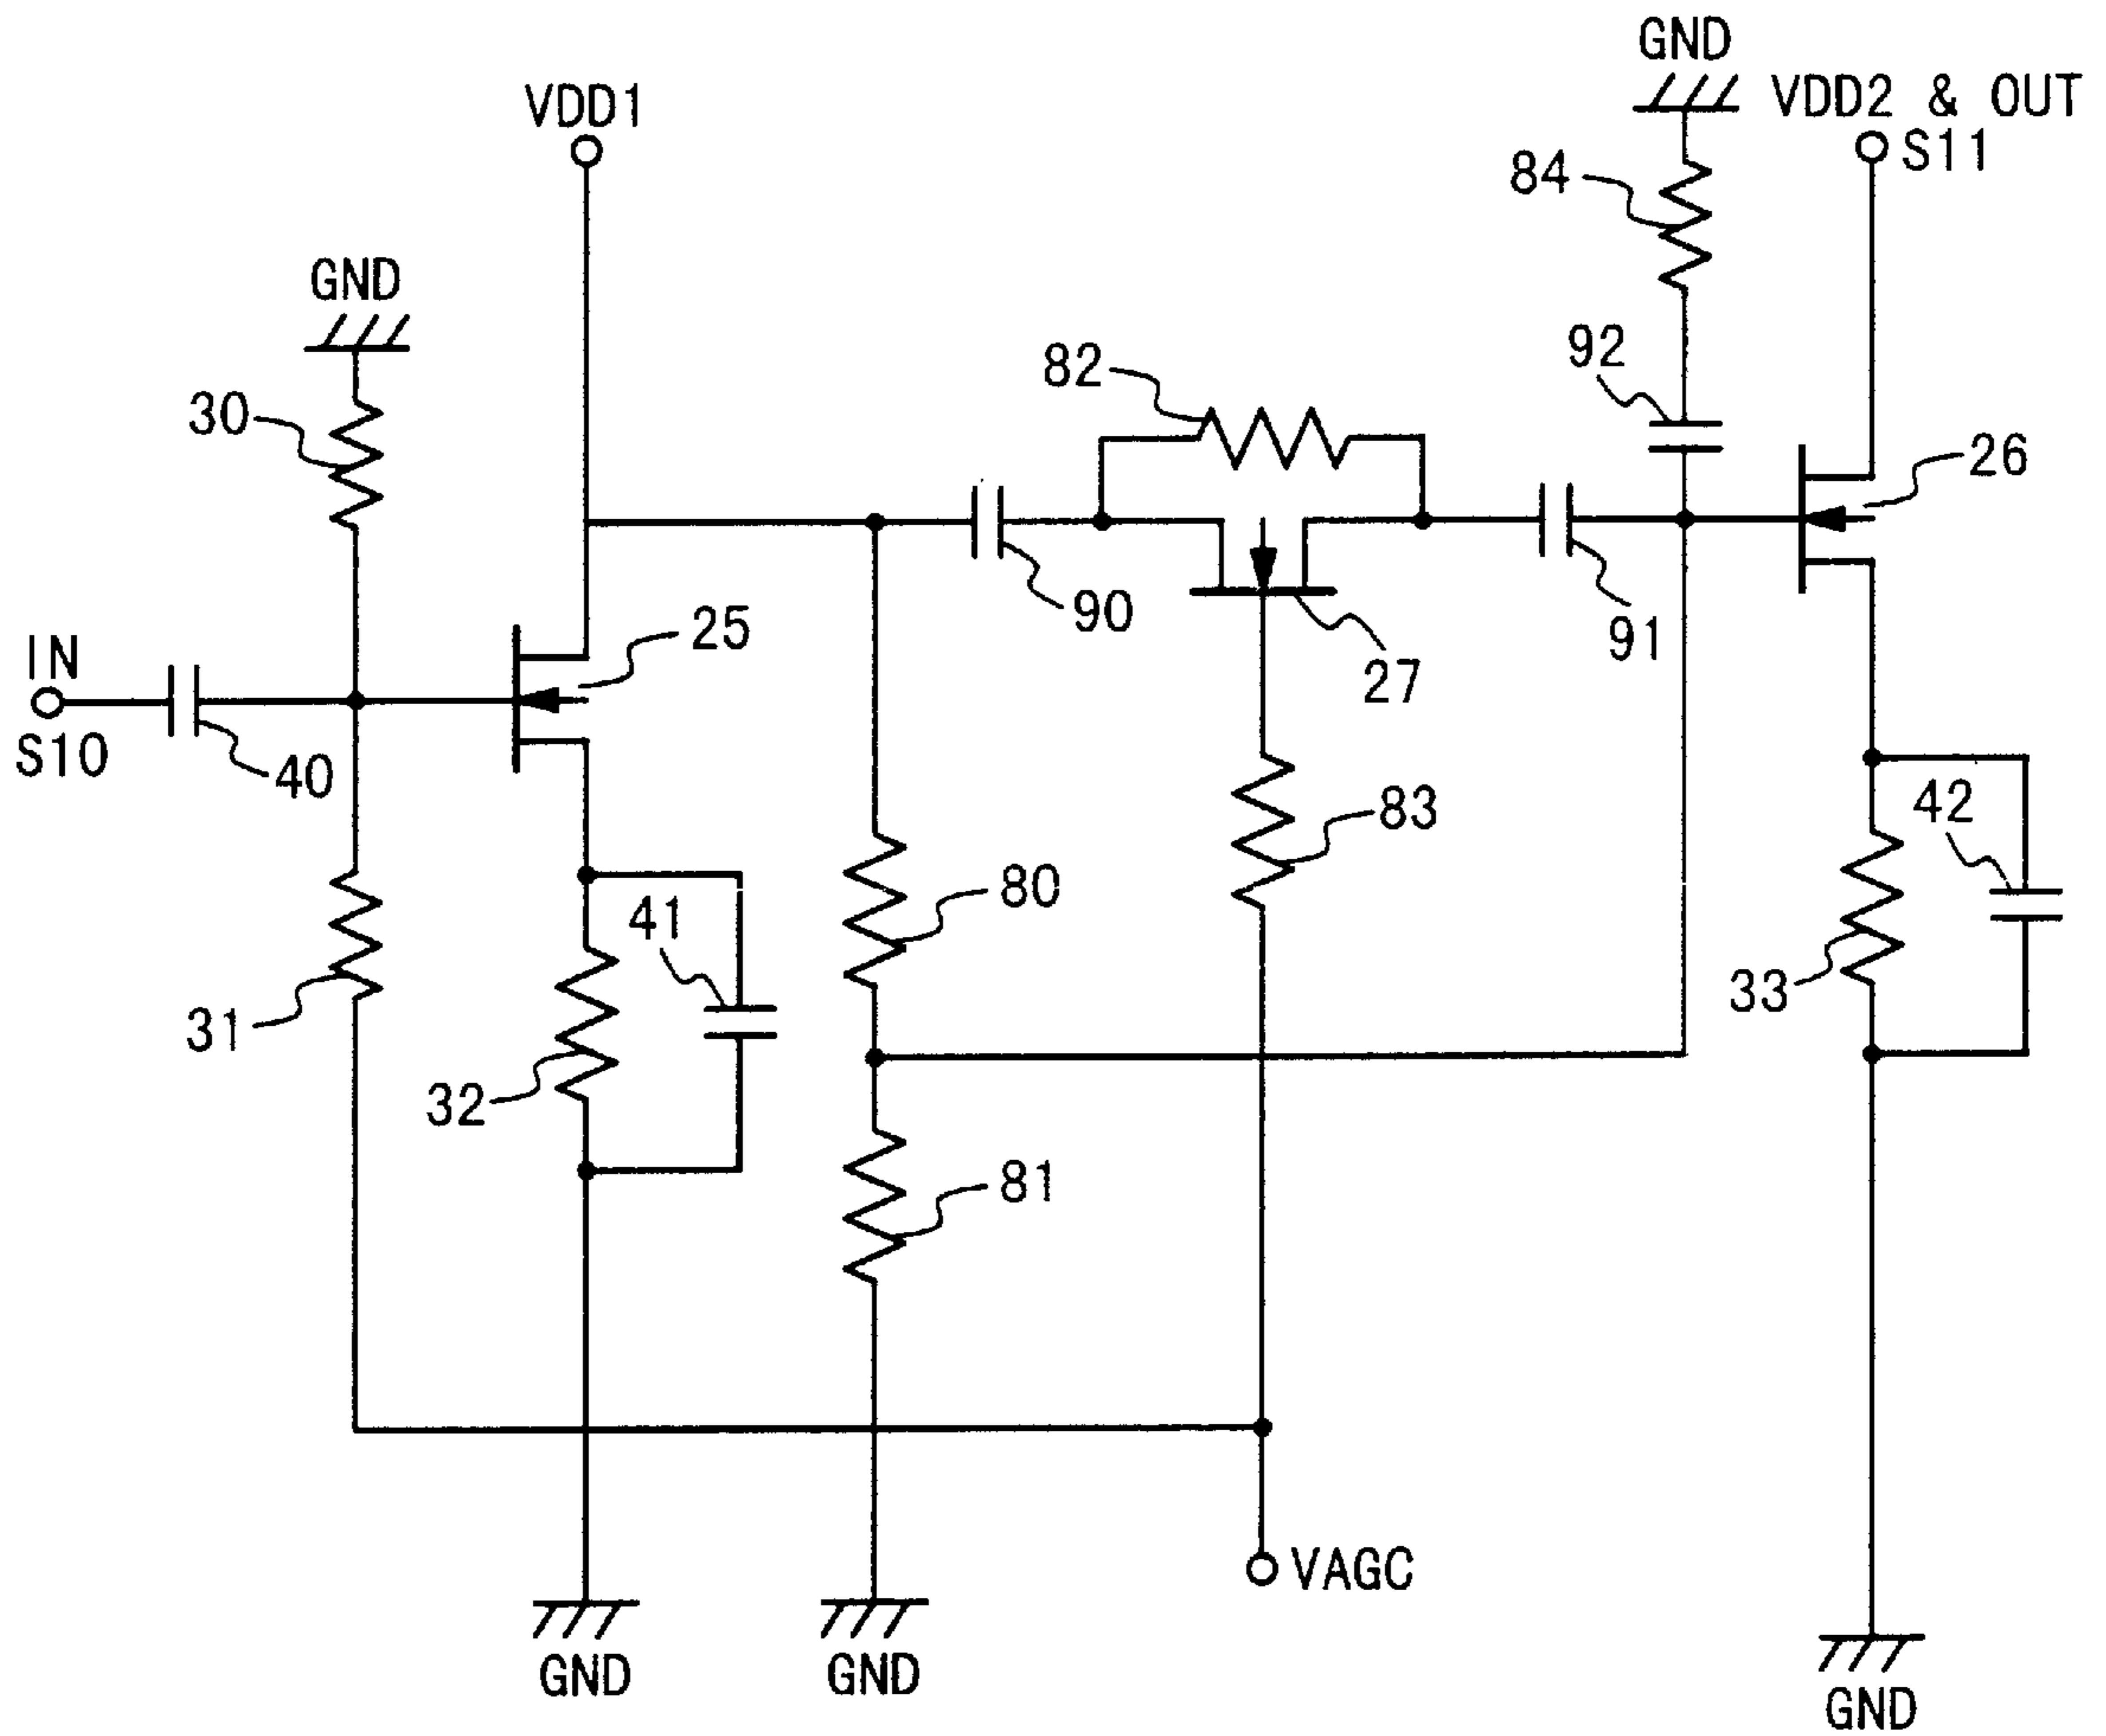 GND
VDD2 & OUT
S11
VDD1
84
GND
92
82
30
26
90
91
25
27
IN
S10
40
83
42
80
41
31
33
32
81
VAGC
GND
GND
GND